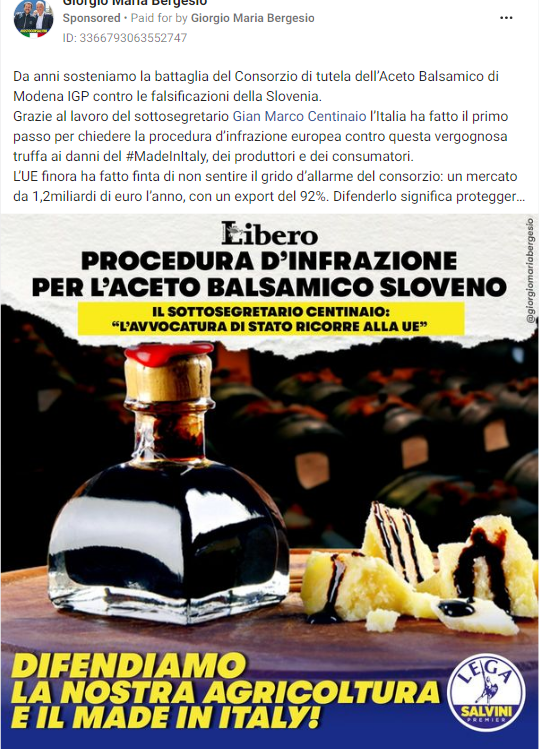 Giorgio Maria Bergesio
Sponsored • Paid for by Giorgio Maria Bergesio
ID: 3366793063552747
Da anni sosteniamo la battaglia del Consorzio di tutela dell'Aceto Balsamico di
Modena IGP contro le falsificazioni della Slovenia.
Grazie al lavoro del sottosegretario Gian Marco Centinaio l'Italia ha fatto il primo
passo per chiedere la procedura d'infrazione europea contro questa vergognosa
truffa ai danni del #MadeInItaly, dei produttori e dei consumatori.
L'UE finora ha fatto finta di non sentire il grido d'allarme del consorzio: un mercato
da 1,2miliardi di euro l'anno, con un export del 92%. Difenderlo significa protegger...
Libero
PROCEDURA D'INFRAZIONE
PER L'ACETO BALSAMICO SLOVENO
IL SOTTOSEGRETARIO CENTINAIO:
"L'AVVOCATURA DI STATO RICORRE ALLA UE"
@giorgiomariabergesio
DIFENDIAMO
LA NOSTRA AGRICOLTURA
E IL MADE IN ITALY!
LEGA
SALVINI
PREMIER